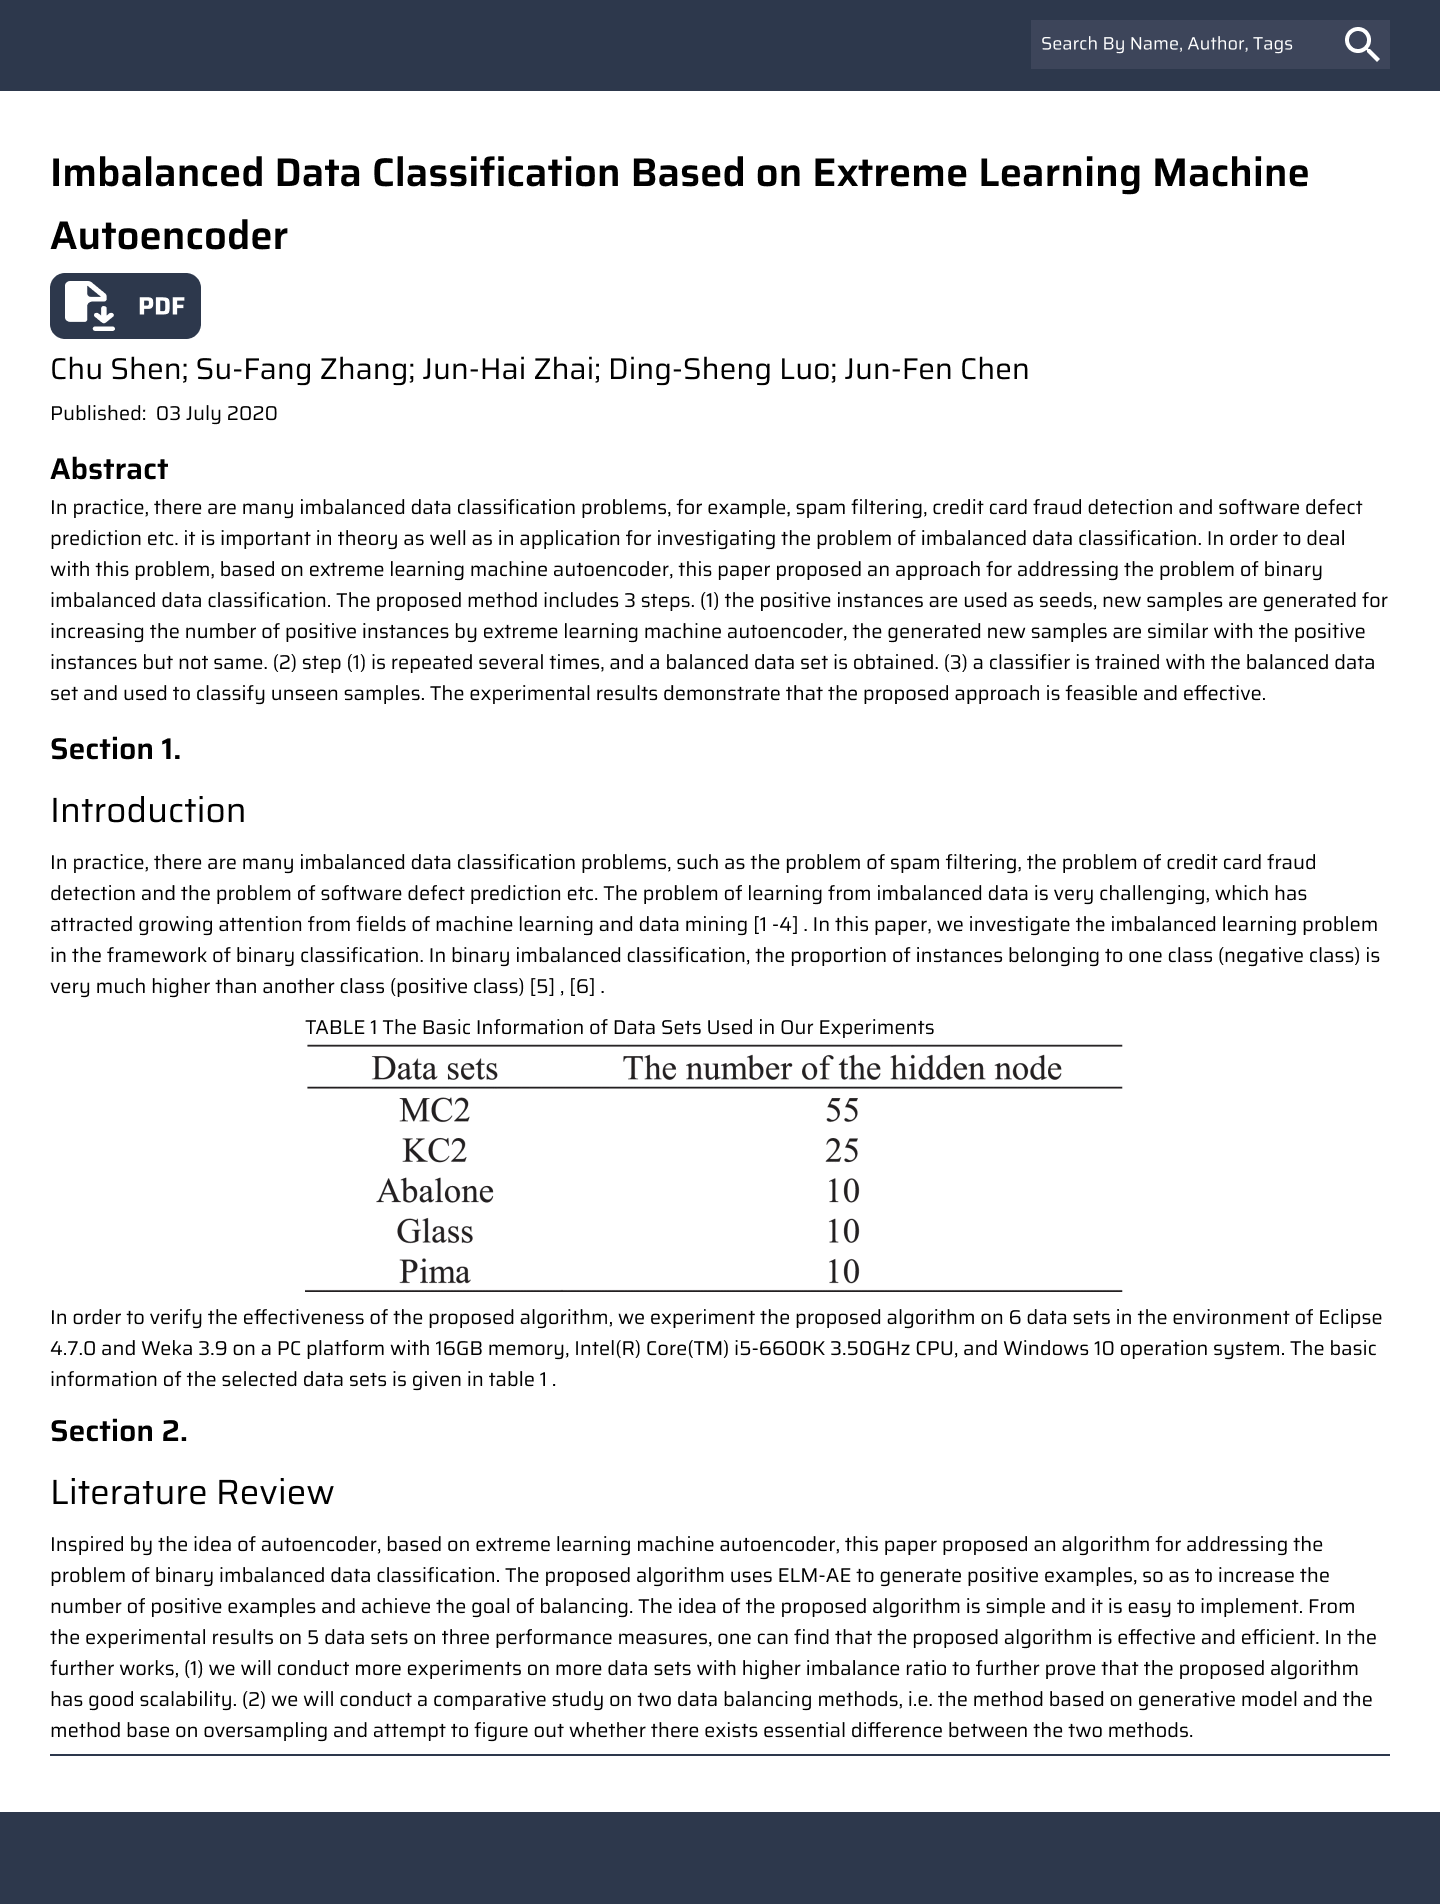 Search By Name, Author, Tags
Imbalanced Data Classification Based on Extreme Learning Machine
Autoencoder
PDF
Chu Shen; Su-Fang Zhang; Jun-Hai Zhai; Ding-Sheng Luo; Jun-Fen Chen
Published:  03 July 2020
Abstract
In practice, there are many imbalanced data classification problems, for example, spam filtering, credit card fraud detection and software defect
prediction etc. it is important in theory as well as in application for investigating the problem of imbalanced data classification. In order to deal
with this problem, based on extreme learning machine autoencoder, this paper proposed an approach for addressing the problem of binary
imbalanced data classification. The proposed method includes 3 steps. (1) the positive instances are used as seeds, new samples are generated for
increasing the number of positive instances by extreme learning machine autoencoder, the generated new samples are similar with the positive
instances but not same. (2) step (1) is repeated several times, and a balanced data set is obtained. (3) a classifier is trained with the balanced data
set and used to classify unseen samples. The experimental results demonstrate that the proposed approach is feasible and effective.
Section 1.
Introduction
In practice, there are many imbalanced data classification problems, such as the problem of spam filtering, the problem of credit card fraud
detection and the problem of software defect prediction etc. The problem of learning from imbalanced data is very challenging, which has
attracted growing attention from fields of machine learning and data mining [1 -4] . In this paper, we investigate the imbalanced learning problem
in the framework of binary classification. In binary imbalanced classification, the proportion of instances belonging to one class (negative class) is
very much higher than another class (positive class) [5] , [6] .
TABLE 1 The Basic Information of Data Sets Used in Our Experiments
Data sets The number of the hidden node
MC2 55
KC2 25
Abalone 10
Glass 10
Pima 10
In order to verify the effectiveness of the proposed algorithm, we experiment the proposed algorithm on 6 data sets in the environment of Eclipse
4.7.0 and Weka 3.9 on a PC platform with 16GB memory, Intel(R) Core(TM) i5-6600K 3.50GHz CPU, and Windows 10 operation system. The basic
information of the selected data sets is given in table 1 .
Section 2.
Literature Review
Inspired by the idea of autoencoder, based on extreme learning machine autoencoder, this paper proposed an algorithm for addressing the
problem of binary imbalanced data classification. The proposed algorithm uses ELM-AE to generate positive examples, so as to increase the
number of positive examples and achieve the goal of balancing. The idea of the proposed algorithm is simple and it is easy to implement. From
the experimental results on 5 data sets on three performance measures, one can find that the proposed algorithm is effective and efficient. In the
further works, (1) we will conduct more experiments on more data sets with higher imbalance ratio to further prove that the proposed algorithm
has good scalability. (2) we will conduct a comparative study on two data balancing methods, i.e. the method based on generative model and the
method base on oversampling and attempt to figure out whether there exists essential difference between the two methods.